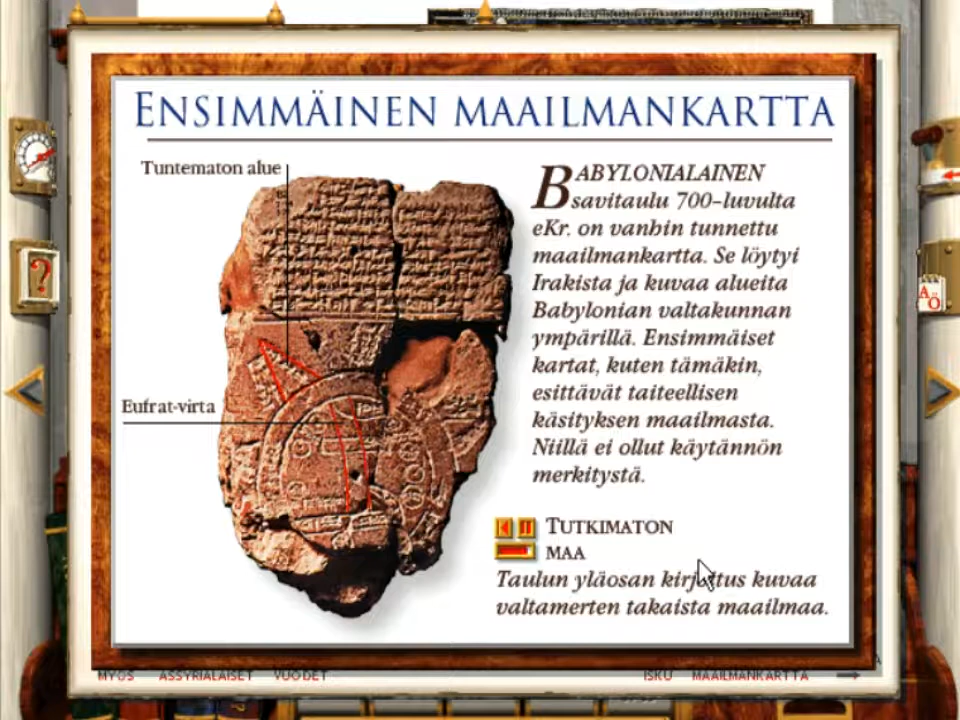 ENSIMMÄINEN MAAILMANKARTTA
Tuntematon alue
BABYLONIALAINEN
savitaulu 700-luvulta
eKr. on vanhin tunnettu
maailmankartta. Se löytyi
Irakista ja kuvaa alueita
Babylonian valtakunnan
ympärillä. Ensimmäiset
kartat, kuten tämäkin,
esittävät taiteellisen
käsityksen maailmasta.
Niillä ei ollut käytännön
merkitystä.
Eufrat-virta
TUTKIMATON
MAA
Taulun yläosan kirjoitus kuvaa
valtamerten takaista maailmaa.
MYÖS ASSYRIALAISET VUODET
ISKU MAAILMANKARTTA
?
A
Ö